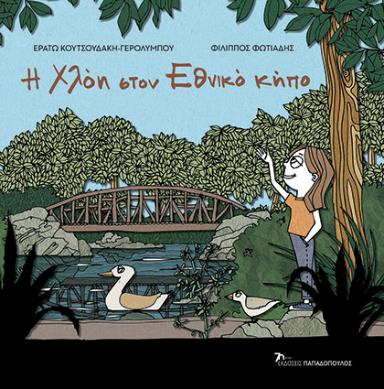 ΕΡΑΤΩ ΚΟΥΤΣΟΥΔΑΚΗ-ΓΕΡΟΛΥΜΠΟΥ ΦΙΛΙΠΠΟΣ ΦΩΤΙΑΔΗΣ
Η Χλόη στον Εθνικό κήπο
ΕΚΔΟΣΕΙΣ ΠΑΠΑΔΟΠΟΥΛΟΣ